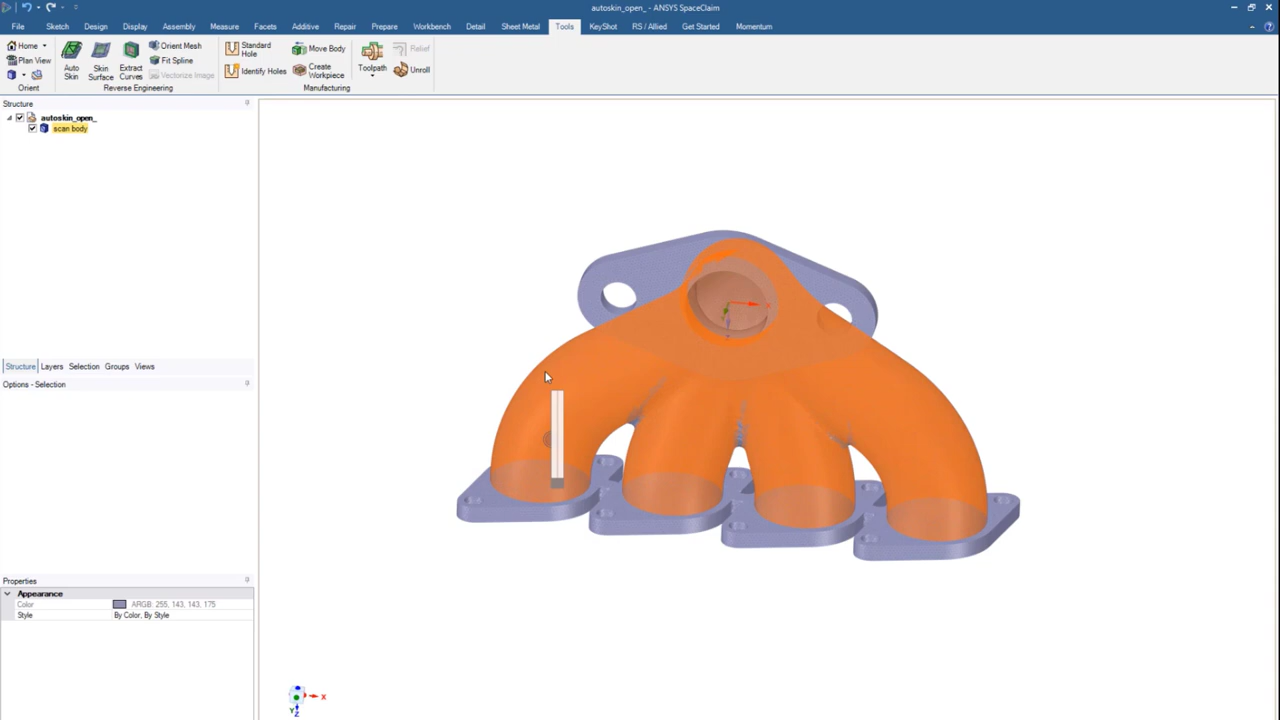 autoskin_open_ - ANSYS SpaceClaim
File Sketch Design Display Assembly Measure Facets Additive Repair Prepare Workbench Detail Sheet Metal Tools KeyShot RS / Allied Get Started Momentum
Home
Plan View
Orient
Auto Skin
Skin Surface
Extract Curves
Orient Mesh
Fit Spline
Vectorize Image
Reverse Engineering
Standard Hole
Identify Holes
Move Body
Create Workpiece
Toolpath
Relief
Unroll
Manufacturing
Structure
autoskin_open_
scan body
Structure Layers Selection Groups Views
Options - Selection
Properties
Appearance
Color ARGB: 255, 143, 143, 175
Style By Color, By Style
X
Y
Z